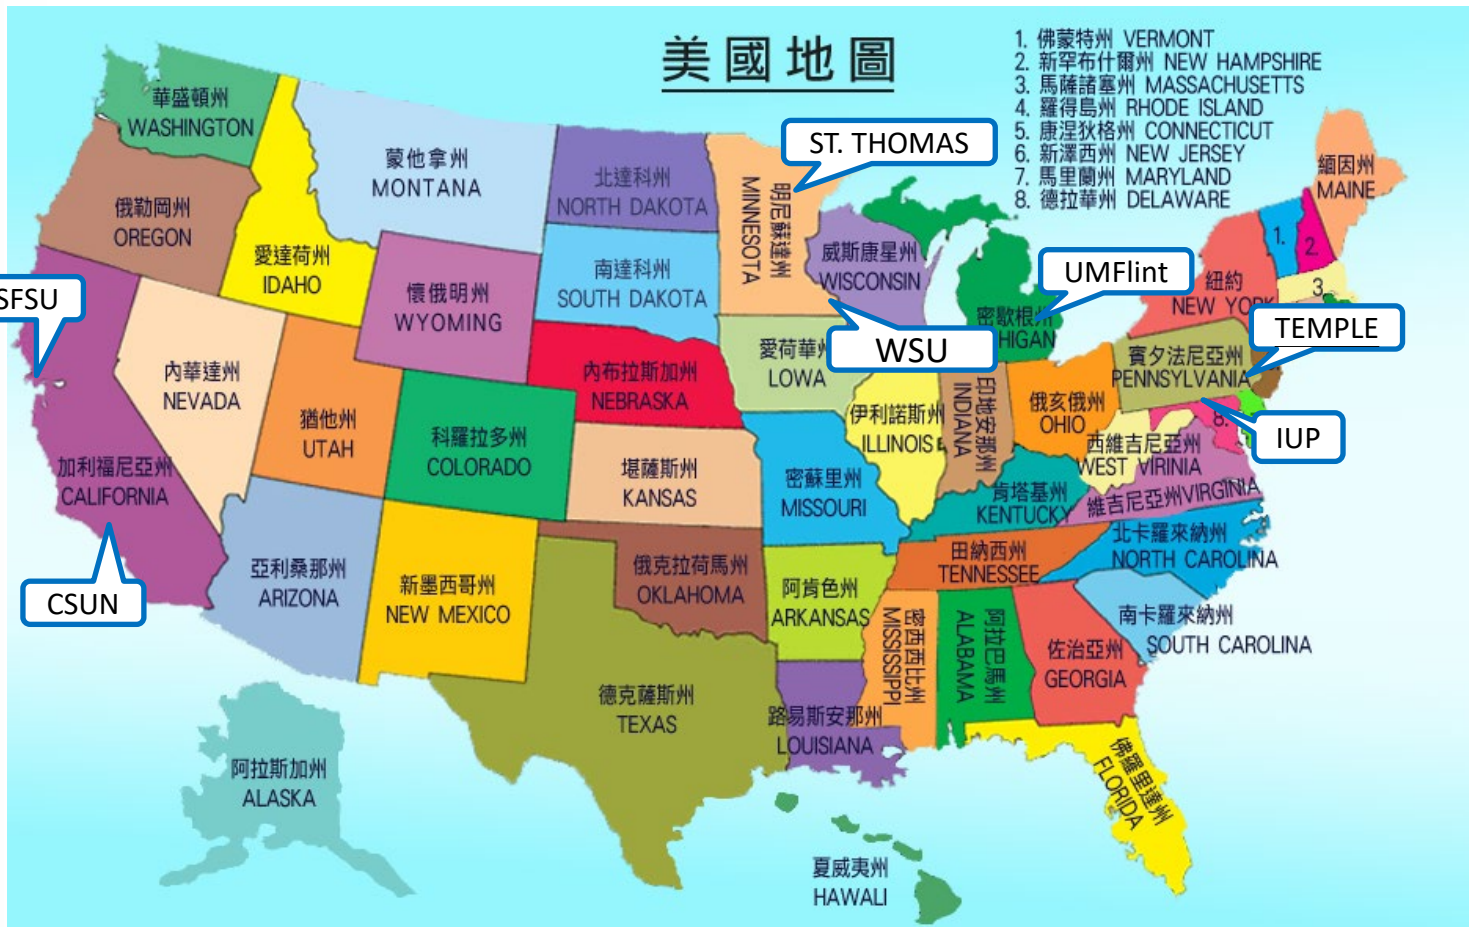 美國地圖
1. 佛蒙特州 VERMONT
2. 新罕布什爾州 NEW HAMPSHIRE
3. 馬薩諸塞州 MASSACHUSETTS
4. 羅得島州 RHODE ISLAND
5. 康涅狄格州 CONNECTICUT
6. 新澤西州 NEW JERSEY
7. 馬里蘭州 MARYLAND
8. 德拉華州 DELAWARE
華盛頓州
WASHINGTON
俄勒岡州
OREGON
愛達荷州
IDAHO
蒙他拿州
MONTANA
北達科州
NORTH DAKOTA
明尼蘇達州
MINNESOTA
ST. THOMAS
緬因州
MAINE
1.
2.
3
南達科州
SOUTH DAKOTA
威斯康星州
WISCONSIN
UMFlint
密歇根州
HIGAN
紐約
NEW YORK
TEMPLE
SFSU
懷俄明州
WYOMING
WSU
愛荷華州
LOWA
內華達州
NEVADA
猶他州
UTAH
內布拉斯加州
NEBRASKA
伊利諾斯州
ILLINOIS
印地安那州
INDIANA
俄亥俄州
OHIO
賓夕法尼亞州
PENNSYLVANIA
IUP
8.
加利福尼亞州
CALIFORNIA
科羅拉多州
COLORADO
堪薩斯州
KANSAS
密蘇里州
MISSOURI
肯塔基州
KENTUCKY
西維吉尼亞州
WEST VIRINIA
維吉尼亞州VIRGINIA
CSUN
亞利桑那州
ARIZONA
新墨西哥州
NEW MEXICO
俄克拉荷馬州
OKLAHOMA
阿肯色州
ARKANSAS
田納西州
TENNESSEE
北卡羅來納州
NORTH CAROLINA
南卡羅來納州
SOUTH CAROLINA
德克薩斯州
TEXAS
路易斯安那州
LOUISIANA
密西西比州
MISSISSIPPI
阿拉巴馬州
ALABAMA
佐治亞州
GEORGIA
佛羅里達州
FLORIDA
阿拉斯加州
ALASKA
夏威夷州
HAWALI